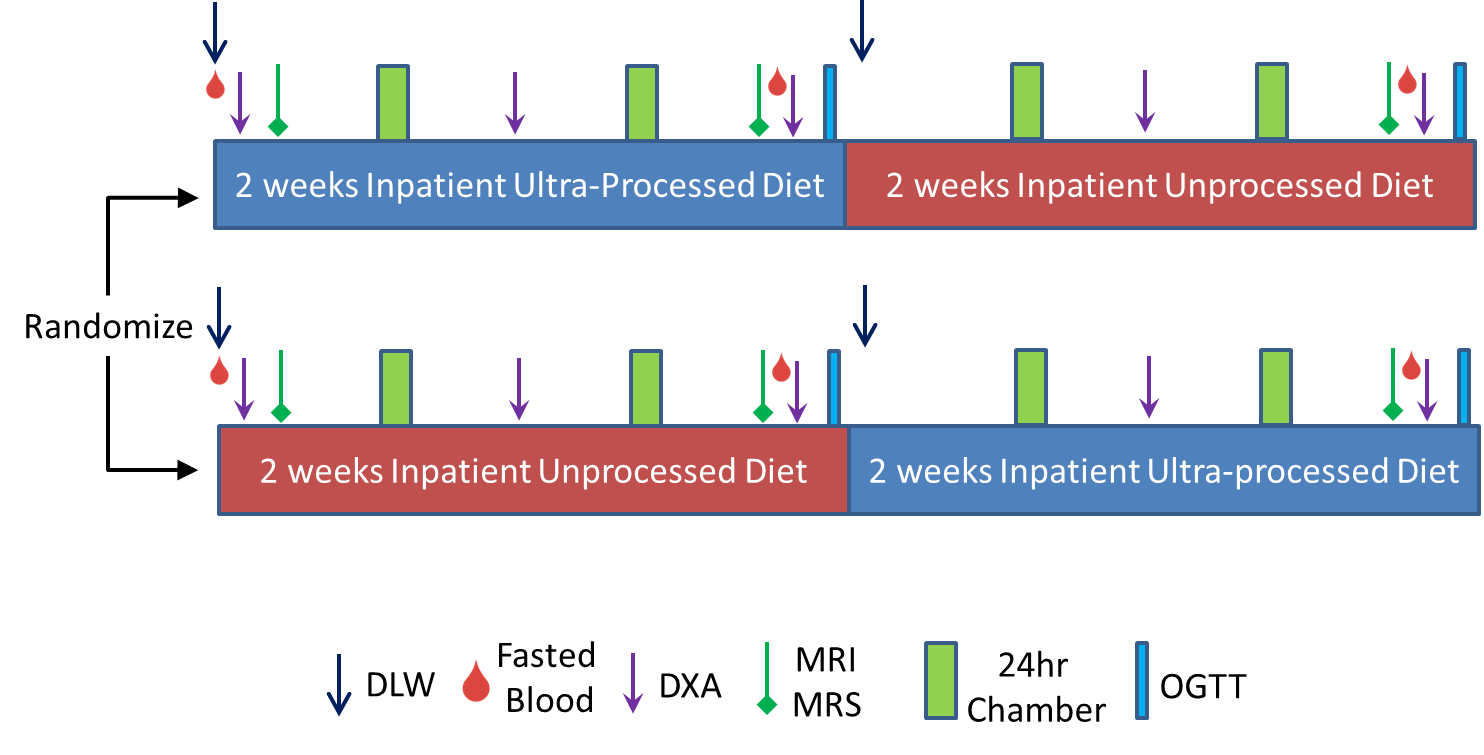 2 weeks Inpatient Ultra-Processed Diet
2 weeks Inpatient Unprocessed Diet
Randomize
2 weeks Inpatient Unprocessed Diet
2 weeks Inpatient Ultra-processed Diet
DLW
Fasted
Blood
DXA
MRI
MRS
24hr
Chamber
OGTT